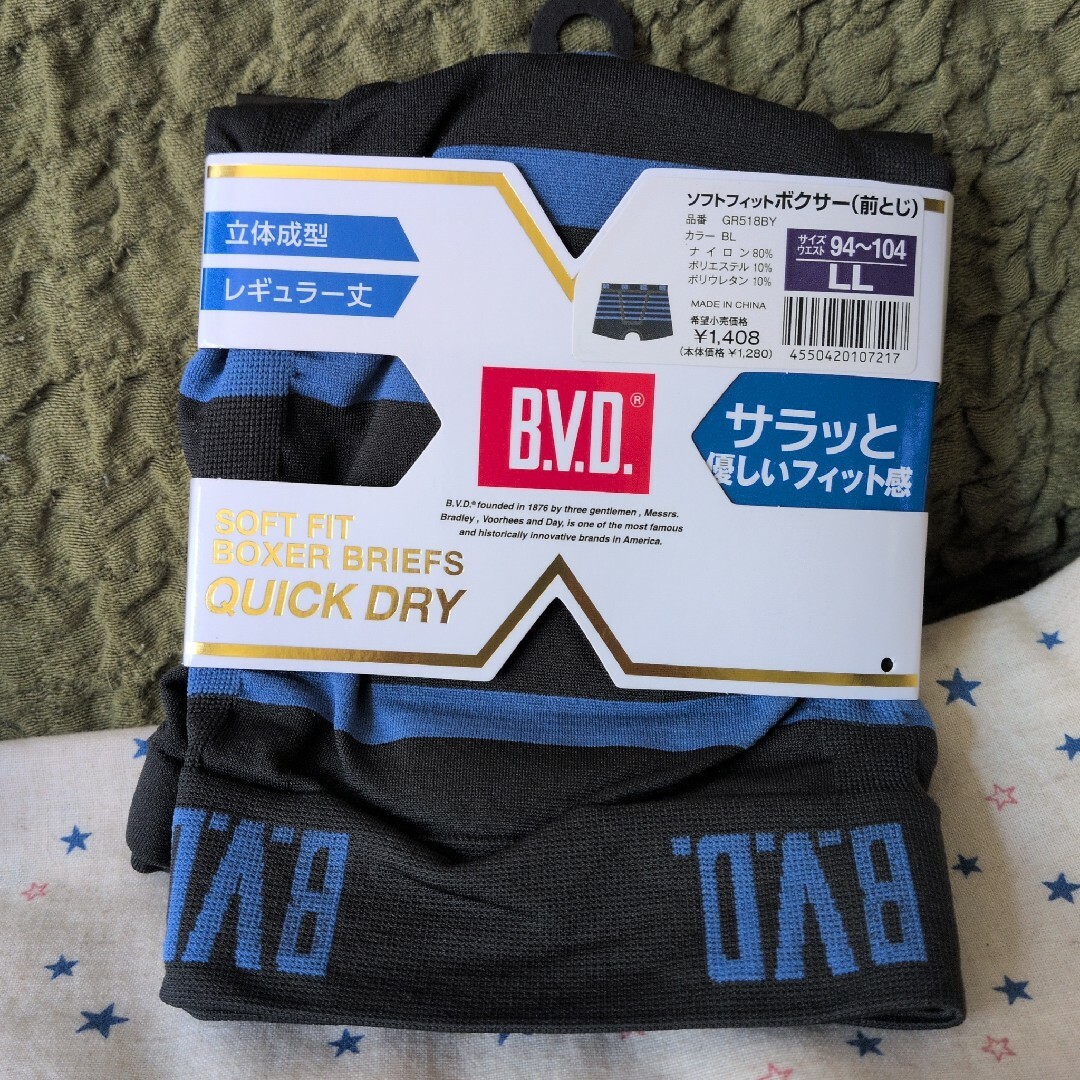 立体成型
レギュラー丈
ソフトフィットボクサー(前とじ)
品番 GR518BY
カラー BL
ナイロン 80%
ポリエステル 10%
ポリウレタン 10%
サイズ
ウエスト 94～104
LL
MADE IN CHINA
希望小売価格
¥1,408
(本体価格 ¥1,280)
4550420107217
B.V.D.®
サラッと
優しいフィット感
B.V.D.® founded in 1876 by three gentlemen , Messrs.
Bradley , Voorhees and Day, is one of the most famous
and historically innovative brands in America.
SOFT FIT
BOXER BRIEFS
QUICK DRY
B.V.D.
B.V.D.